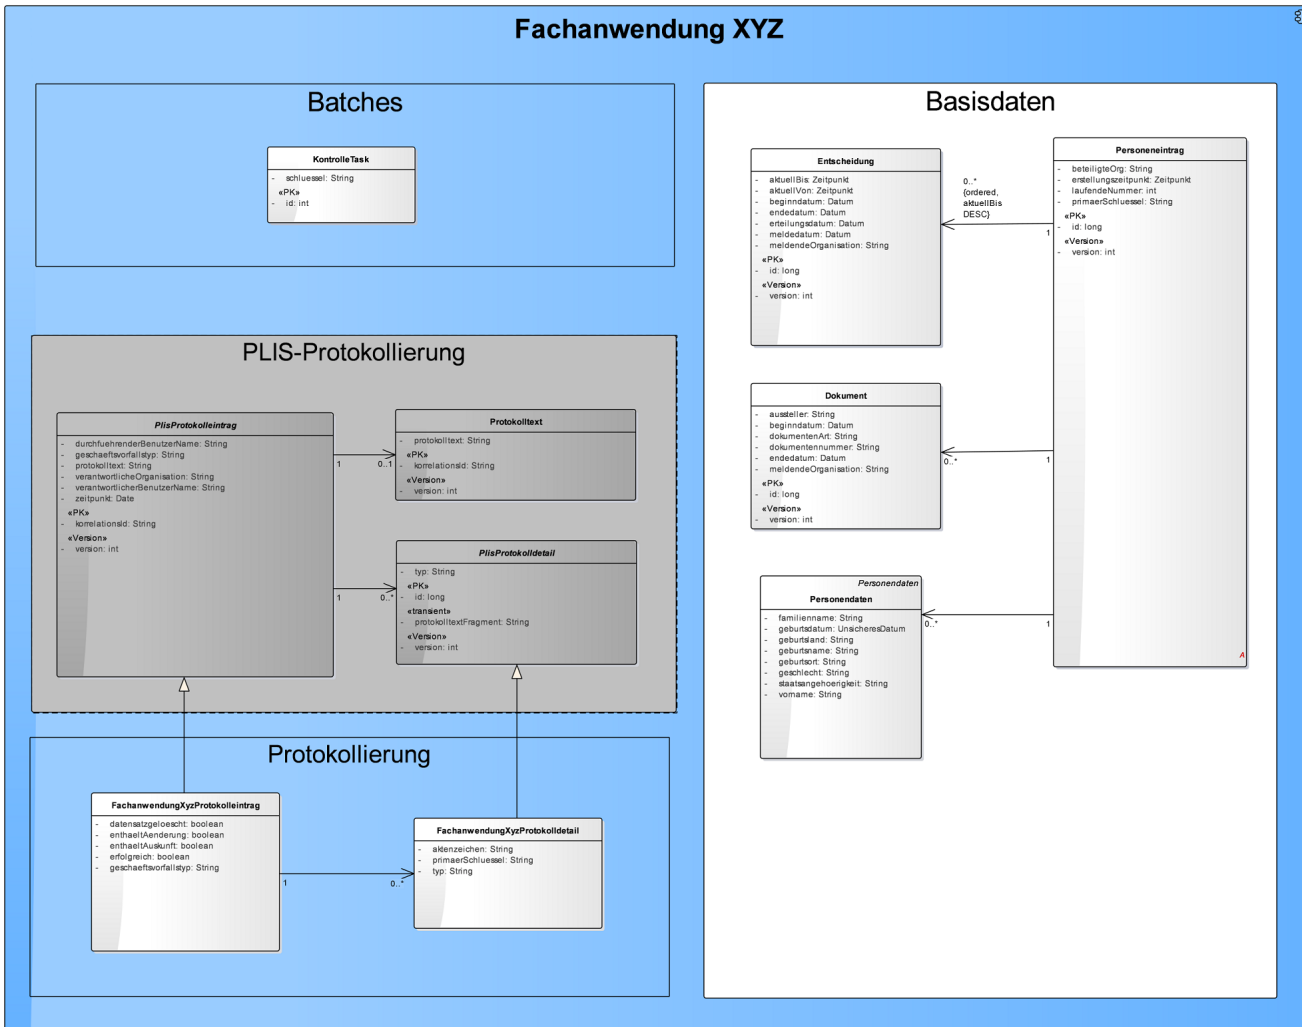 Fachanwendung XYZ
Batches
KontrolleTask
- schluessel: String
«PK»
- id: int
PLIS-Protokollierung
PlisProtokolleintrag
- durchfuehrenderBenutzerName: String
- geschaeftsvorfallstyp: String
- protokolltext: String
- verantwortlicheOrganisation: String
- verantwortlicherBenutzerName: String
- zeitpunkt: Date
«PK»
- korrelationsId: String
«Version»
- version: int
1
0..1
Protokolltext
- protokolltext: String
«PK»
- korrelationsId: String
«Version»
- version: int
1
0..*
PlisProtokolldetail
- typ: String
«PK»
- id: long
«transient»
- protokolltextFragment: String
«Version»
- version: int
Protokollierung
FachanwendungXyzProtokolleintrag
- datensatzgeloescht: boolean
- enthaeltAenderung: boolean
- enthaeltAuskunft: boolean
- erfolgreich: boolean
- geschaeftsvorfallstyp: String
1
0..*
FachanwendungXyzProtokolldetail
- aktenzeichen: String
- primaerSchluessel: String
- typ: String
Basisdaten
Entscheidung
- aktuellBis: Zeitpunkt
- aktuellVon: Zeitpunkt
- beginndatum: Datum
- endedatum: Datum
- erteilungsdatum: Datum
- meldedatum: Datum
- meldendeOrganisation: String
«PK»
- id: long
«Version»
- version: int
0..*
{ordered,
aktuellBis
DESC}
1
Personeneintrag
- beteiligteOrg: String
- erstellungszeitpunkt: Zeitpunkt
- laufendeNummer: int
- primaerSchluessel: String
«PK»
- id: long
«Version»
- version: int
A
Dokument
- aussteller: String
- beginndatum: Datum
- dokumentenArt: String
- dokumentennummer: String
- endedatum: Datum
- meldendeOrganisation: String
«PK»
- id: long
«Version»
- version: int
0..*
1
Personendaten
Personendaten
- familienname: String
- geburtsdatum: UnsicheresDatum
- geburtsland: String
- geburtsname: String
- geburtsort: String
- geschlecht: String
- staatsangehoerigkeit: String
- vorname: String
0..*
1